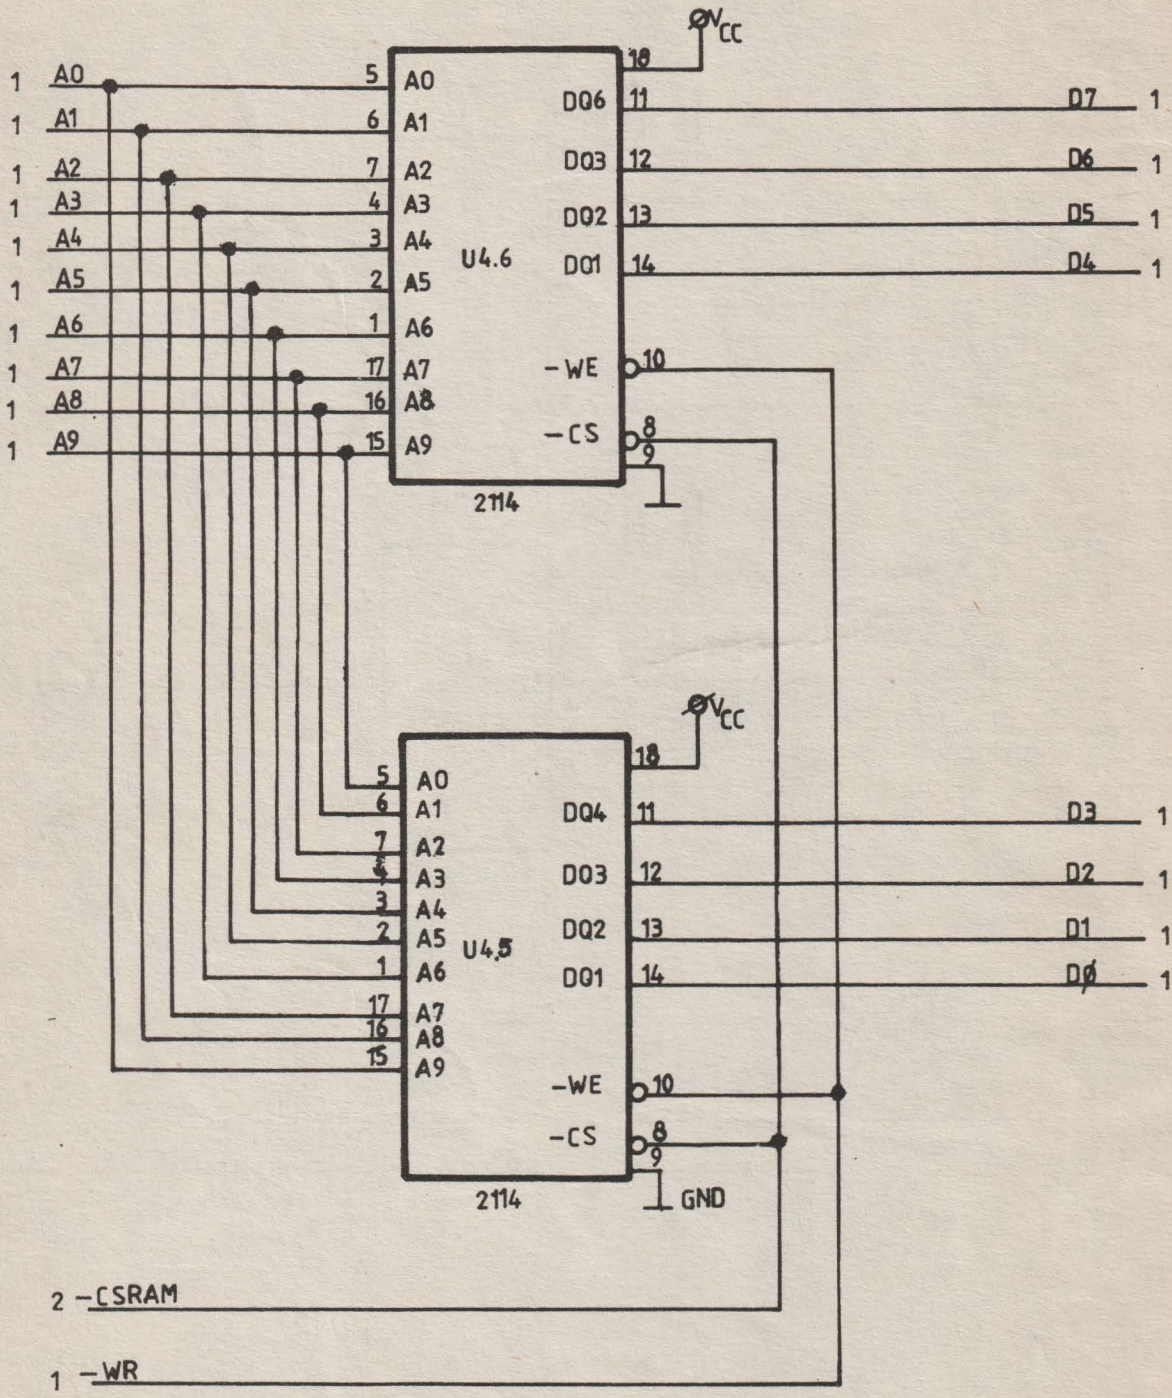 VCC
18
1 A0 5 A0 DQ6 11 D7 1
1 A1 6 A1
1 A2 7 A2 DQ3 12 D6 1
1 A3 4 A3 DQ2 13 D5 1
1 A4 3 A4 U4.6 DQ1 14 D4 1
1 A5 2 A5
1 A6 1 A6
1 A7 17 A7 -WE 10
1 A8 16 A8
1 A9 15 A9 -CS 8
9
2114
VCC
18
5 A0
6 A1 DQ4 11 D3 1
7 A2
A3 DQ3 12 D2 1
3 A4
2 A5 U4.5 DQ2 13 D1 1
1 A6 DQ1 14 DØ 1
17 A7
16 A8
15 A9
-WE 10
-CS 8
9
2114 GND
2 -CSRAM
1 -WR